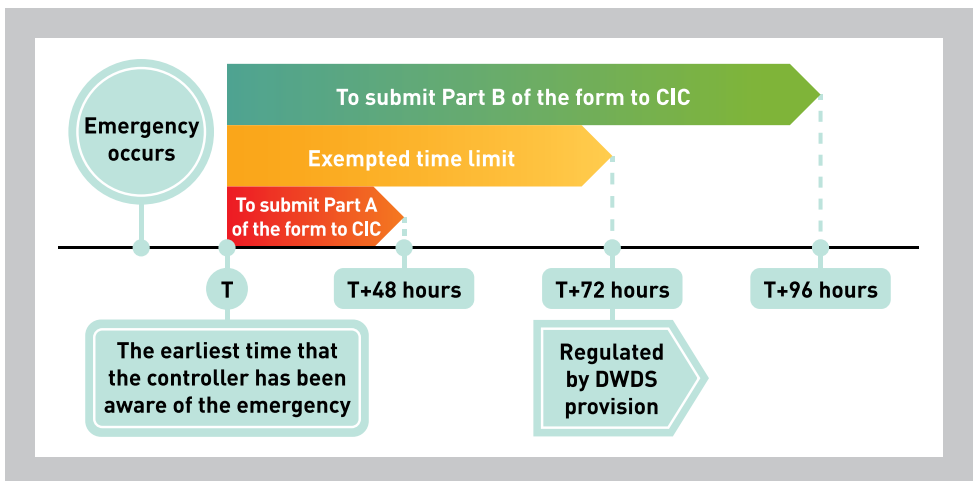 To submit Part B of the form to CIC
Emergency
occurs
Exempted time limit
To submit Part A
of the form to CIC
T
T+48 hours
T+72 hours
T+96 hours
The earliest time that
the controller has been
aware of the emergency
Regulated
by DWDS
provision